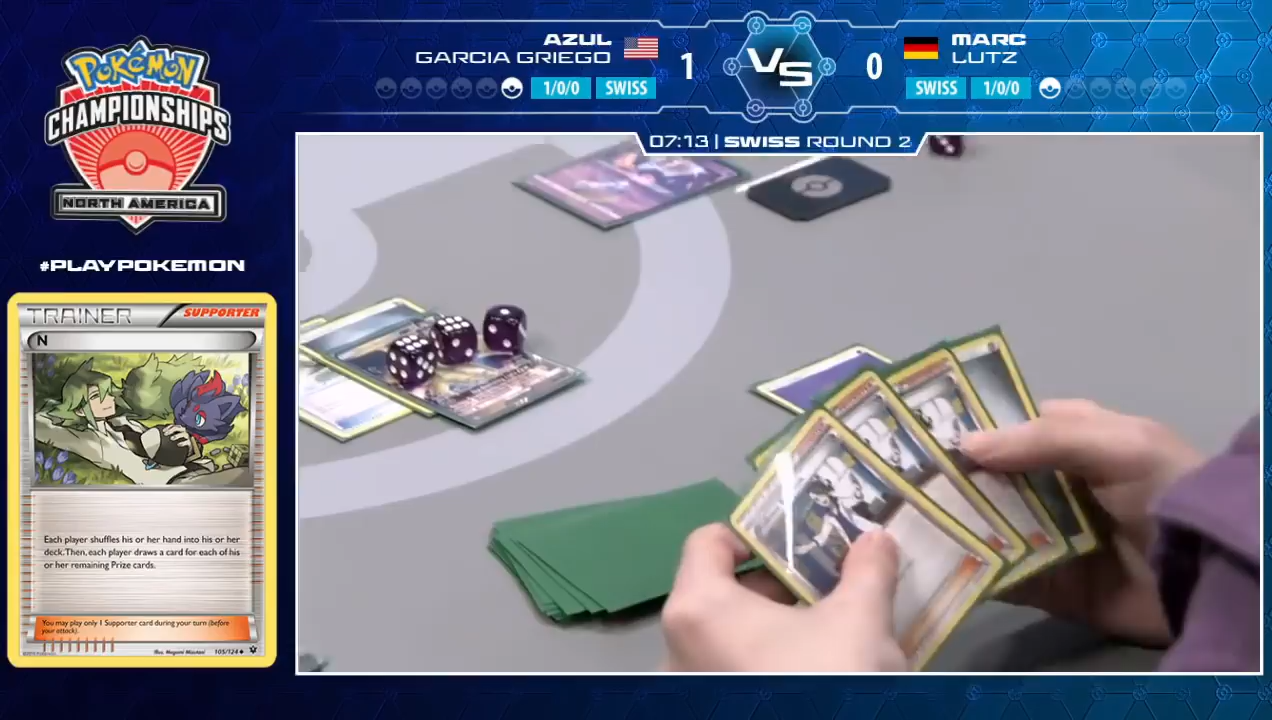 AZUL
GARCIA GRIEGO
1/0/0
SWISS
1
VS
0
MARC
LUTZ
SWISS
1/0/0
07:13 | SWISS ROUND 2
Pokémon
CHAMPIONSHIPS
NORTH AMERICA
#PLAYPOKEMON
TRAINER
SUPPORTER
N
Each player shuffles his or her hand into his or her
deck. Then, each player draws a card for each of his
or her remaining Prize cards.
You may play only 1 Supporter card during your turn (before
your attack).
105/124